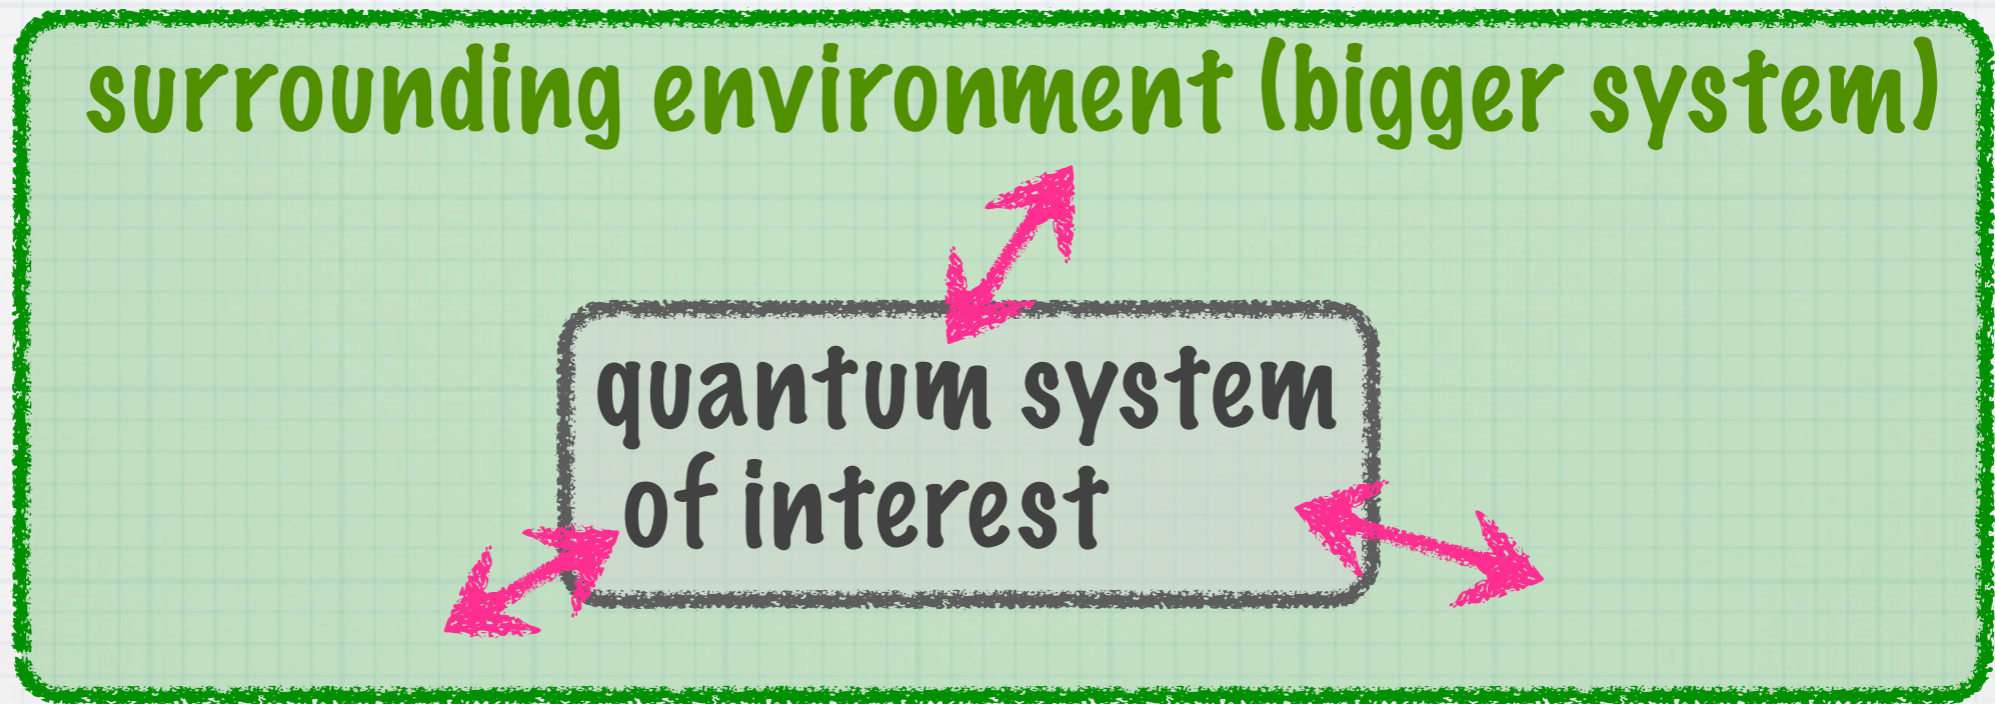 surrounding environment (bigger system)
quantum system
of interest